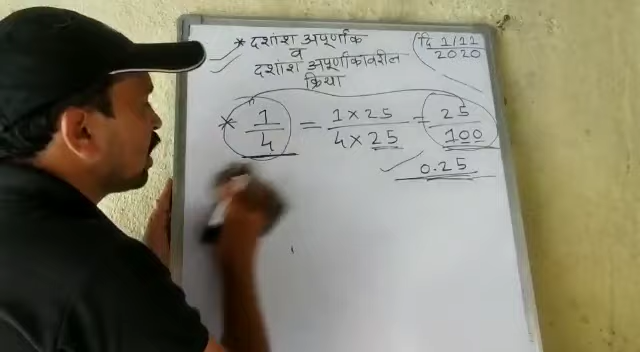 * दशांश अपूर्णांक
व
दशांश अपूर्णांकावरील
क्रिया
दि 1/12
2020
* 1/4 = 1 × 25 / 4 × 25 = 25/100
0.25